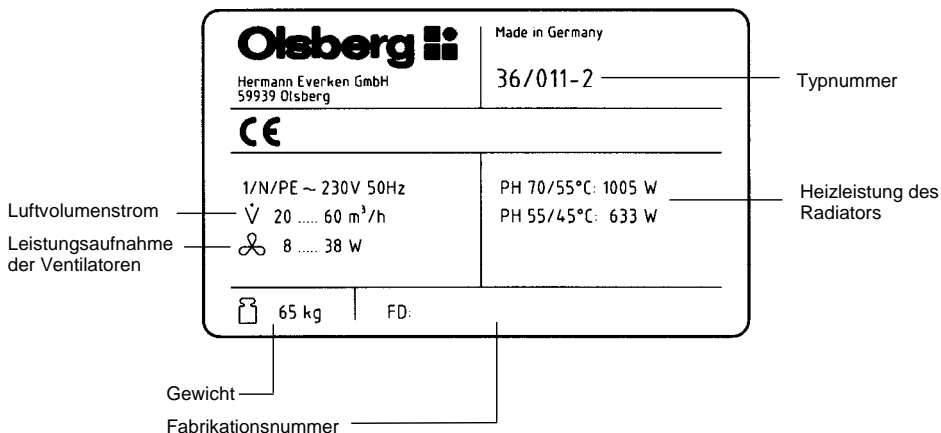 Olsberg
Made in Germany
Hermann Everken GmbH
59939 Olsberg
36/011-2
Typnummer
CE
1/N/PE ~ 230V 50Hz
V̇ 20 ..... 60 m³/h
8 ..... 38 W
PH 70/55°C: 1005 W
PH 55/45°C: 633 W
Luftvolumenstrom
Leistungsaufnahme
der Ventilatoren
Heizleistung des
Radiators
65 kg
FD:
Gewicht
Fabrikationsnummer